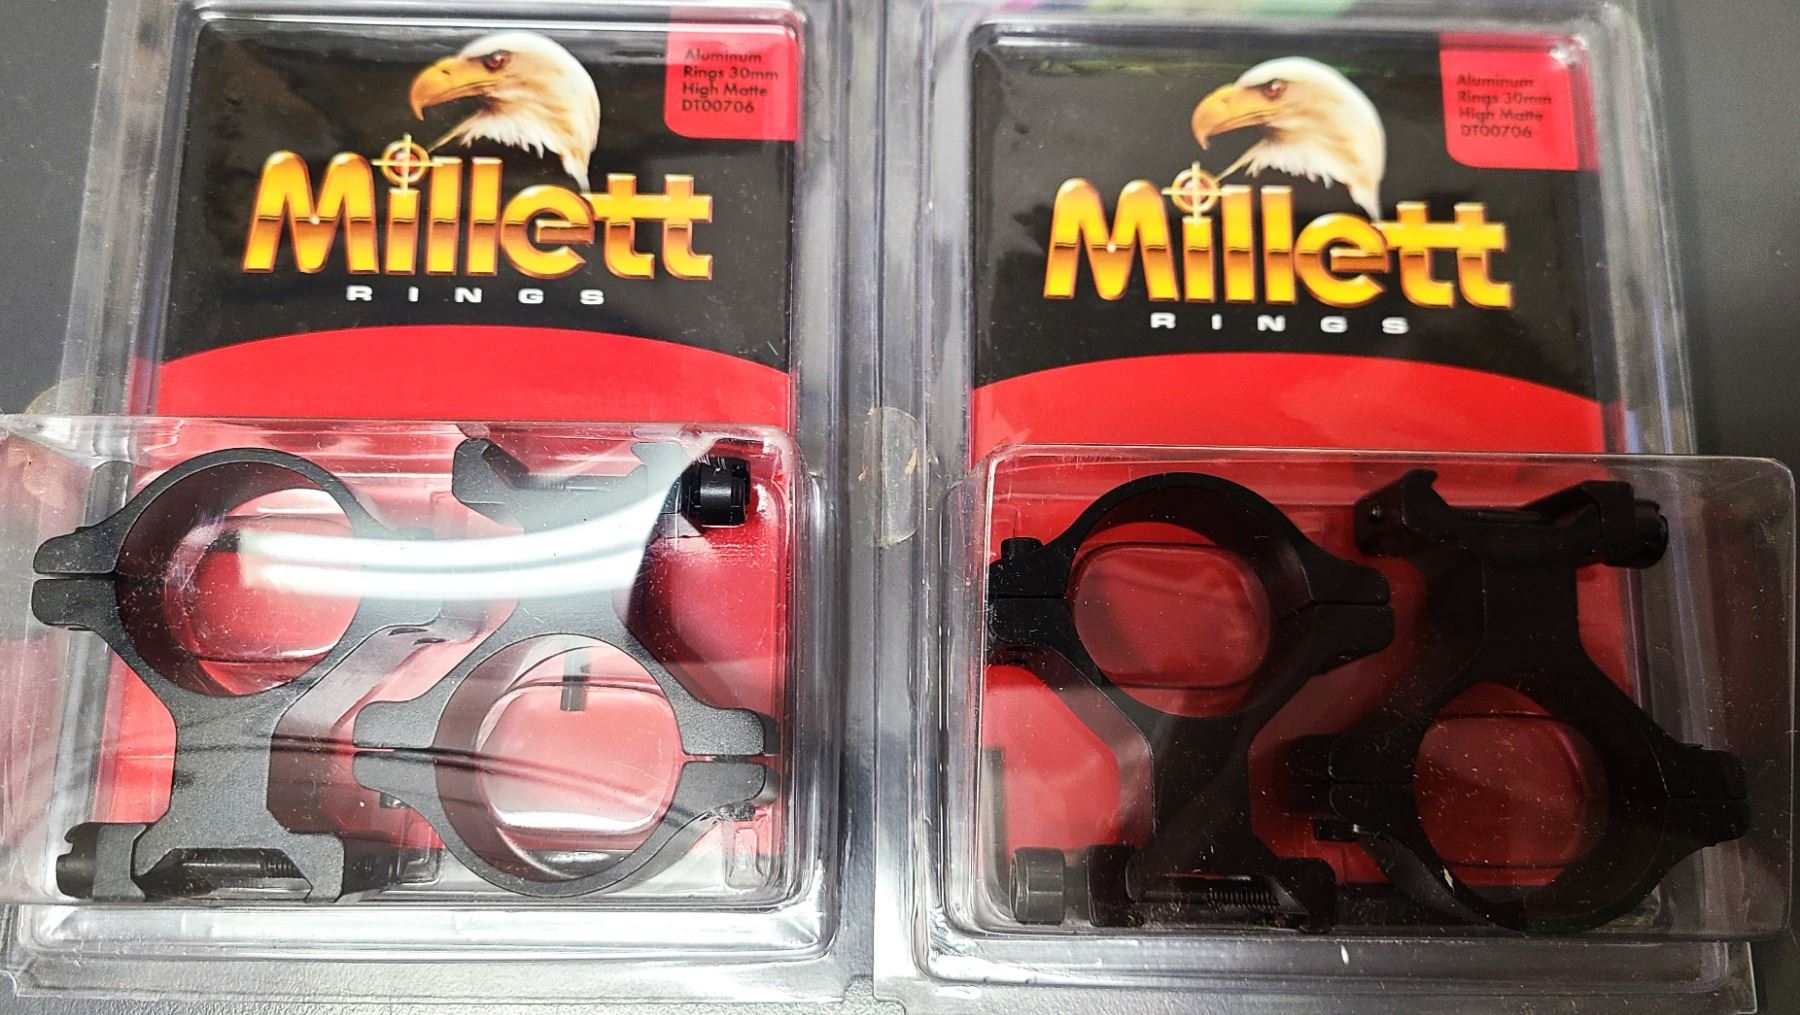 Aluminum
Rings 30mm
High Matte
DT00706
Millett
RINGS
Aluminum
Rings 30mm
High Matte
DT00706
Millett
RINGS